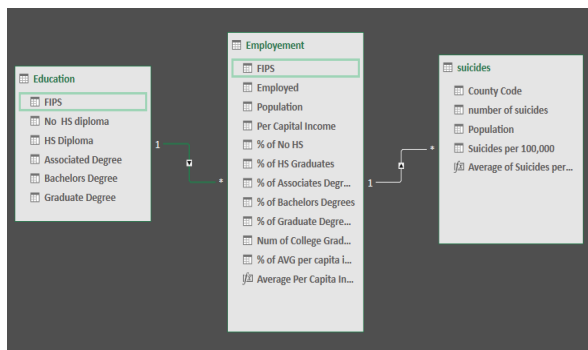 Education
FIPS
No HS diploma
HS Diploma
Associated Degree
Bachelors Degree
Graduate Degree
1
*
Employement
FIPS
Employed
Population
Per Capital Income
% of No HS
% of HS Graduates
% of Associates Degr...
% of Bachelors Degrees
% of Graduate Degre...
Num of College Grad...
% of AVG per capita i...
Average Per Capita In...
1
*
suicides
County Code
number of suicides
Population
Suicides per 100,000
Average of Suicides per...